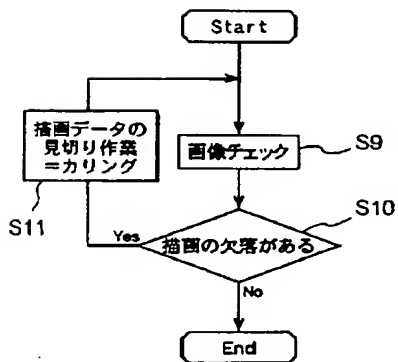 Start
描画データの
見切り作業
=カリング
画像チェック
S9
S11
S10
Yes
描画の欠落がある
No
End